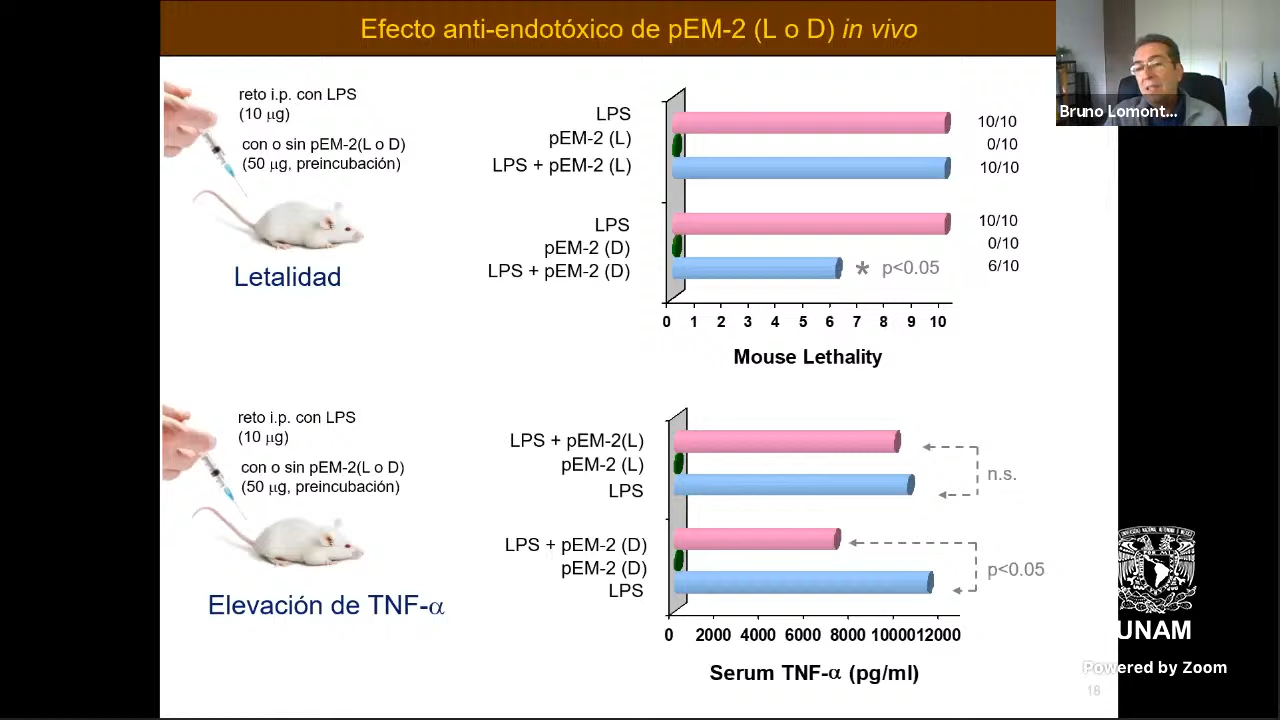 Efecto anti-endotóxico de pEM-2 (L o D) in vivo
Bruno Lomont...
reto i.p. con LPS
(10 μg)
con o sin pEM-2(L o D)
(50 μg, preincubación)
Letalidad
LPS
pEM-2 (L)
LPS + pEM-2 (L)
LPS
pEM-2 (D)
LPS + pEM-2 (D)
10/10
0/10
10/10
10/10
0/10
6/10
* p<0.05
0 1 2 3 4 5 6 7 8 9 10
Mouse Lethality
reto i.p. con LPS
(10 μg)
con o sin pEM-2(L o D)
(50 μg, preincubación)
Elevación de TNF-α
LPS + pEM-2(L)
pEM-2 (L)
LPS
LPS + pEM-2 (D)
pEM-2 (D)
LPS
n.s.
p<0.05
0 2000 4000 6000 8000 10000 12000
Serum TNF-α (pg/ml)
UNAM
Powered by Zoom
18